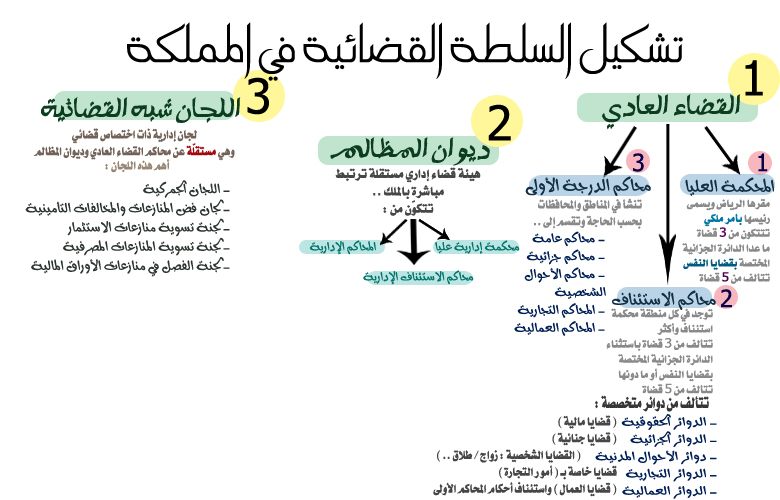 تشكيل السلطة القضائية في المملكة
1
القضاء العادي
1
المحكمة العليا
مقرها الرياض ويسمى
رئيسها بأمر ملكي
تتكون من 3 قضاة
ما عدا الدائرة الجزائية
المختصة بقضايا النفس
تتألف من 5 قضاة
2
محاكم الاستئناف
توجد في كل منطقة محكمة
استئناف وأكثر
تتألف من 3 قضاة باستثناء
الدائرة الجزائية المختصة
بقضايا النفس أو ما دونها
تتألف من 5 قضاة
تتألف من دوائر متخصصة :
- الدوائر الحقوقية ( قضايا مالية )
- الدوائر الجزائية ( قضايا جنائية )
- دوائر الأحوال المدنية ( القضايا الشخصية : زواج / طلاق .. )
- الدوائر التجارية قضايا خاصة بـ ( أمور التجارة )
- الدوائر العمالية ( قضايا العمال ) واستئناف أحكام المحاكم الأولى
3
محاكم الدرجة الأولى
تنشأ في المناطق والمحافظات
بحسب الحاجة وتقسم إلى ..
- محاكم عامة
- محاكم جزائية
- محاكم الأحوال
الشخصية
- المحاكم التجارية
- المحاكم العمالية
2
ديوان المظالم
هيئة قضاء إداري مستقلة ترتبط
مباشرة بالملك ..
تتكون من :
محكمة إدارية عليا
محاكم الاستئناف الإدارية
المحاكم الإدارية
3
اللجان شبه القضائية
لجان إدارية ذات اختصاص قضائي
وهي مستقلّة عن محاكم القضاء العادي وديوان المظالم
أهم هذه اللجان :
- اللجان الجمركية
- لجان فض المنازعات والمخالفات التأمينية
- لجنة تسوية منازعات الاستثمار
- لجنة تسوية المنازعات المصرفية
- لجنة الفصل في منازعات الأوراق المالية